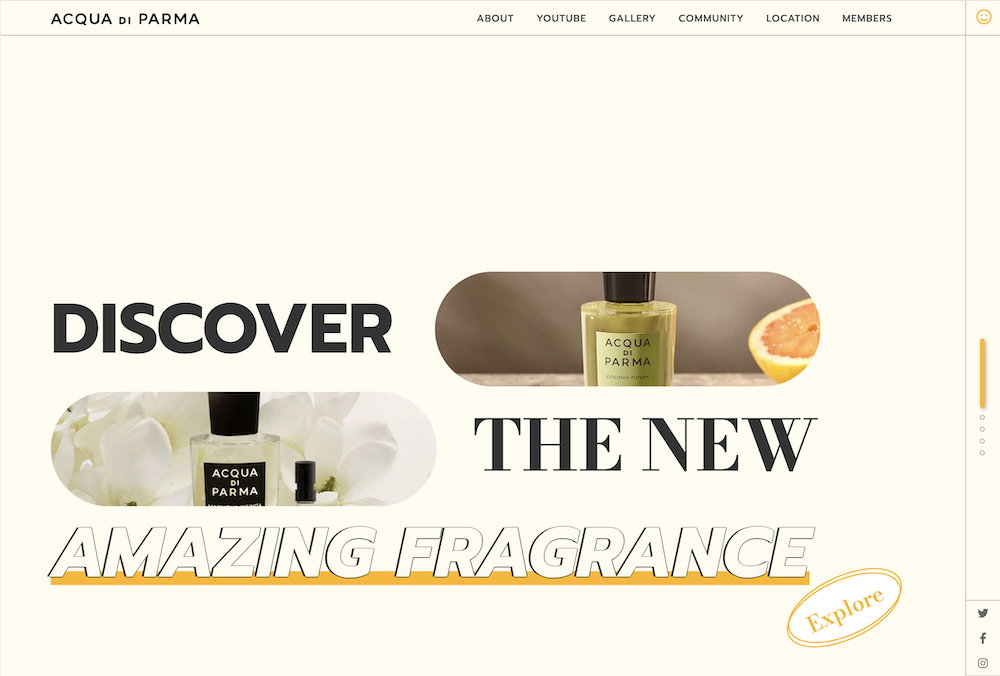 ACQUA DI PARMA
ABOUT YOUTUBE GALLERY COMMUNITY LOCATION MEMBERS
DISCOVER
ACQUA
DI
PARMA
COLONIA FUTURA
THE NEW
ACQUA
DI
PARMA
AMAZING FRAGRANCE
Explore